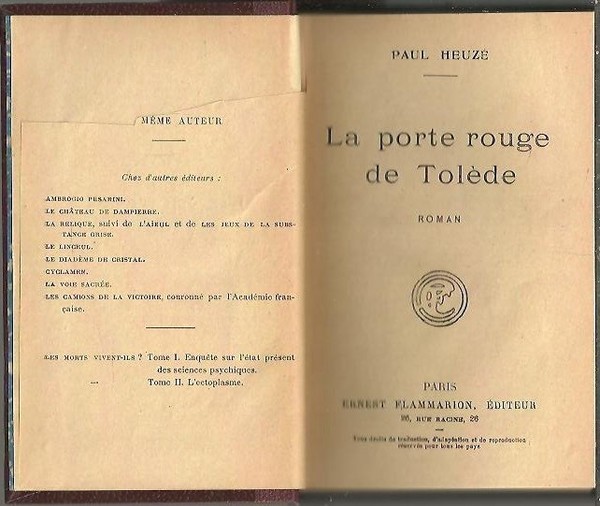 MÊME AUTEUR
Chez d'autres éditeurs :
AMBROGIO PESARINI.
LE CHÂTEAU DE DAMPIERRE.
LA RELIQUE, suivi de L'AÏEUL et de LES JEUX DE LA SUBS-
TANCE GRISE.
LE LINCEUL.
LE DIADÈME DE CRISTAL.
CYCLAMEN.
LA VOIE SACRÉE.
LES CAMIONS DE LA VICTOIRE, couronné par l'Académie fran-
çaise.
LES MORTS VIVENT-ILS ? Tome I. Enquête sur l'état présent
des sciences psychiques.
— Tome II. L'ectoplasme.
PAUL HEUZÉ
La porte rouge
de Tolède
ROMAN
PARIS
ERNEST FLAMMARION, ÉDITEUR
26, RUE RACINE, 26
Tous droits de traduction, d'adaptation et de reproduction
réservés pour tous les pays